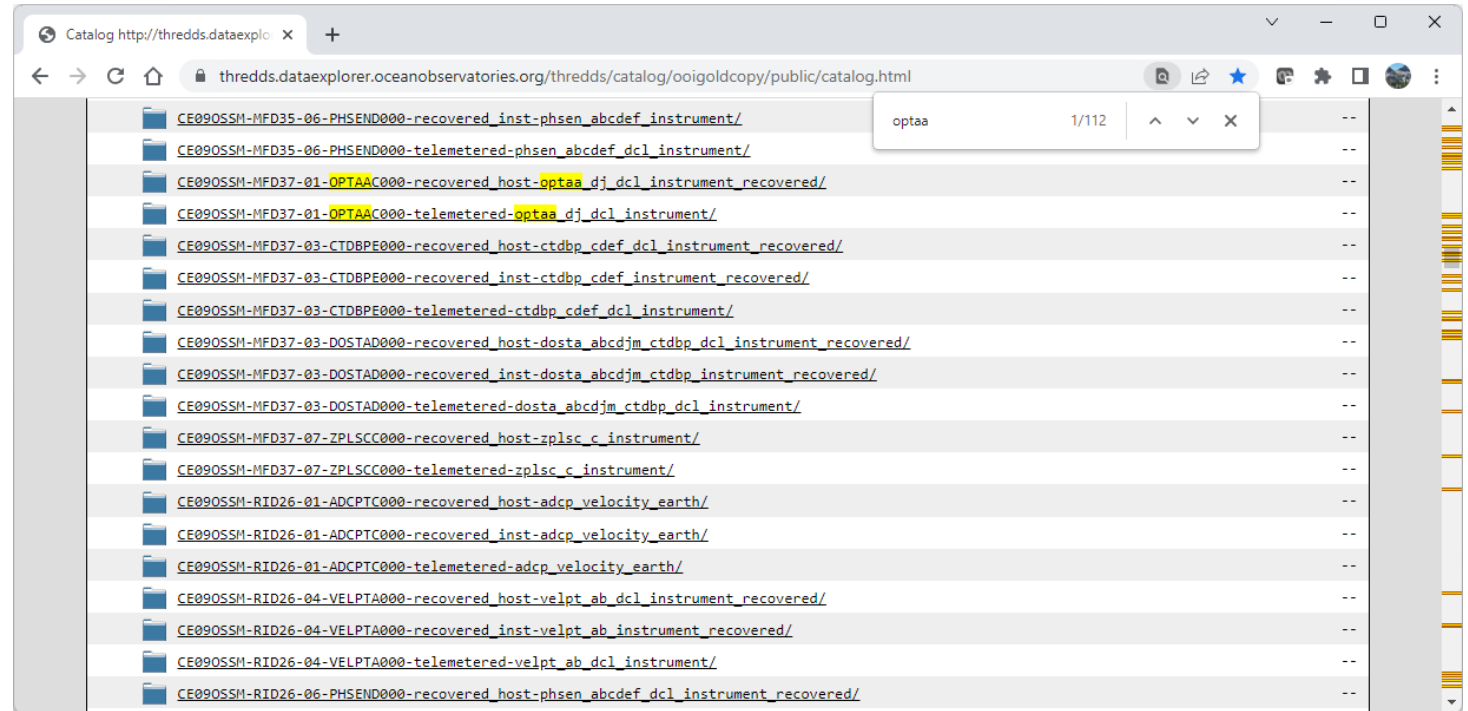 Catalog http://thredds.dataexplo
thredds.dataexplorer.oceanobservatories.org/thredds/catalog/ooigoldcopy/public/catalog.html
optaa 1/112
CE09OSSM-MFD35-06-PHSEND000-recovered_inst-phsen_abcdef_instrument/ --
CE09OSSM-MFD35-06-PHSEND000-telemetered-phsen_abcdef_dcl_instrument/ --
CE09OSSM-MFD37-01-OPTAAC000-recovered_host-optaa_dj_dcl_instrument_recovered/ --
CE09OSSM-MFD37-01-OPTAAC000-telemetered-optaa_dj_dcl_instrument/ --
CE09OSSM-MFD37-03-CTDBPE000-recovered_host-ctdbp_cdef_dcl_instrument_recovered/ --
CE09OSSM-MFD37-03-CTDBPE000-recovered_inst-ctdbp_cdef_instrument_recovered/ --
CE09OSSM-MFD37-03-CTDBPE000-telemetered-ctdbp_cdef_dcl_instrument/ --
CE09OSSM-MFD37-03-DOSTAD000-recovered_host-dosta_abcdjm_ctdbp_dcl_instrument_recovered/ --
CE09OSSM-MFD37-03-DOSTAD000-recovered_inst-dosta_abcdjm_ctdbp_instrument_recovered/ --
CE09OSSM-MFD37-03-DOSTAD000-telemetered-dosta_abcdjm_ctdbp_dcl_instrument/ --
CE09OSSM-MFD37-07-ZPLSCC000-recovered_host-zplsc_c_instrument/ --
CE09OSSM-MFD37-07-ZPLSCC000-telemetered-zplsc_c_instrument/ --
CE09OSSM-RID26-01-ADCPTC000-recovered_host-adcp_velocity_earth/ --
CE09OSSM-RID26-01-ADCPTC000-recovered_inst-adcp_velocity_earth/ --
CE09OSSM-RID26-01-ADCPTC000-telemetered-adcp_velocity_earth/ --
CE09OSSM-RID26-04-VELPTA000-recovered_host-velpt_ab_dcl_instrument_recovered/ --
CE09OSSM-RID26-04-VELPTA000-recovered_inst-velpt_ab_instrument_recovered/ --
CE09OSSM-RID26-04-VELPTA000-telemetered-velpt_ab_dcl_instrument/ --
CE09OSSM-RID26-06-PHSEND000-recovered_host-phsen_abcdef_dcl_instrument_recovered/ --